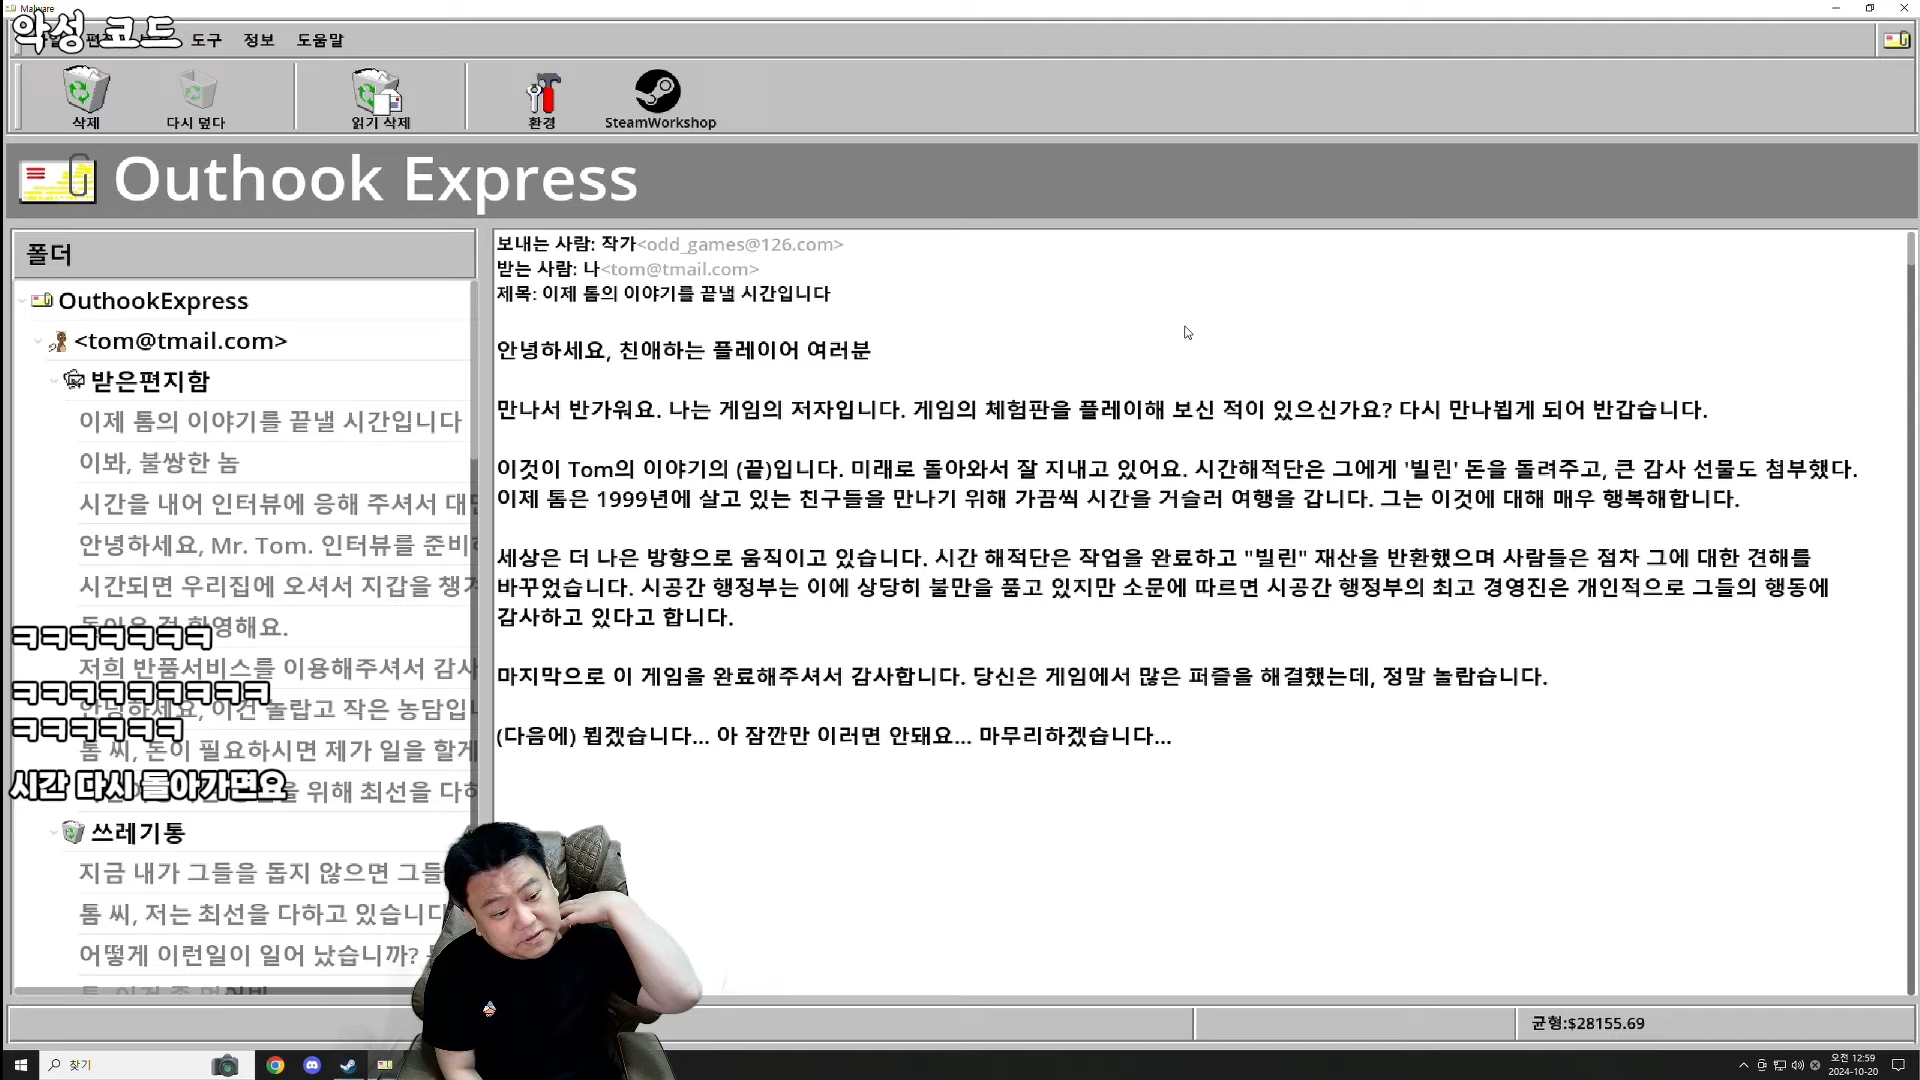 Malware
악성 코드
도구
정보
도움말
삭제
다시 덮다
읽기 삭제
환경
SteamWorkshop
Outhook Express
폴더
OuthookExpress
<tom@tmail.com>
받은편지함
이제 톰의 이야기를 끝낼 시간입니다
이봐, 불쌍한 놈
시간을 내어 인터뷰에 응해 주셔서
안녕하세요, Mr. Tom. 인터뷰를
시간되면 우리집에 오셔서 지갑을
환영해요.
ㅋㅋㅋㅋㅋㅋㅋ
저희 반품서비스를 이용해주셔서
ㅋㅋㅋㅋㅋㅋㅋㅋㅋ
안녕하세요, 이건 놀랍고 작은
ㅋㅋㅋㅋㅋㅋ
톰 씨, 돈이 필요하시면 제가 일을 할게
시간 다시 돌아가면요
위해 최선을
쓰레기통
지금 내가 그들을 돕지 않으면
톰 씨, 저는 최선을 다하고
어떻게 이런일이 일어 났습니까?
보내는 사람: 작가<odd_games@126.com>
받는 사람: 나<tom@tmail.com>
제목: 이제 톰의 이야기를 끝낼 시간입니다
안녕하세요, 친애하는 플레이어 여러분
만나서 반가워요. 나는 게임의 저자입니다. 게임의 체험판을 플레이해 보신 적이 있으신가요? 다시 만나뵙게 되어 반갑습니다.
이것이 Tom의 이야기의 (끝)입니다. 미래로 돌아와서 잘 지내고 있어요. 시간해적단은 그에게 '빌린' 돈을 돌려주고, 큰 감사 선물도 첨부했다.
이제 톰은 1999년에 살고 있는 친구들을 만나기 위해 가끔씩 시간을 거슬러 여행을 갑니다. 그는 이것에 대해 매우 행복해합니다.
세상은 더 나은 방향으로 움직이고 있습니다. 시간 해적단은 작업을 완료하고 "빌린" 재산을 반환했으며 사람들은 점차 그에 대한 견해를
바꾸었습니다. 시공간 행정부는 이에 상당히 불만을 품고 있지만 소문에 따르면 시공간 행정부의 최고 경영진은 개인적으로 그들의 행동에
감사하고 있다고 합니다.
마지막으로 이 게임을 완료해주셔서 감사합니다. 당신은 게임에서 많은 퍼즐을 해결했는데, 정말 놀랍습니다.
(다음에) 뵙겠습니다... 아 잠깐만 이러면 안돼요... 마무리하겠습니다...
균형:$28155.69
찾기
오전 12:59
2024-10-20